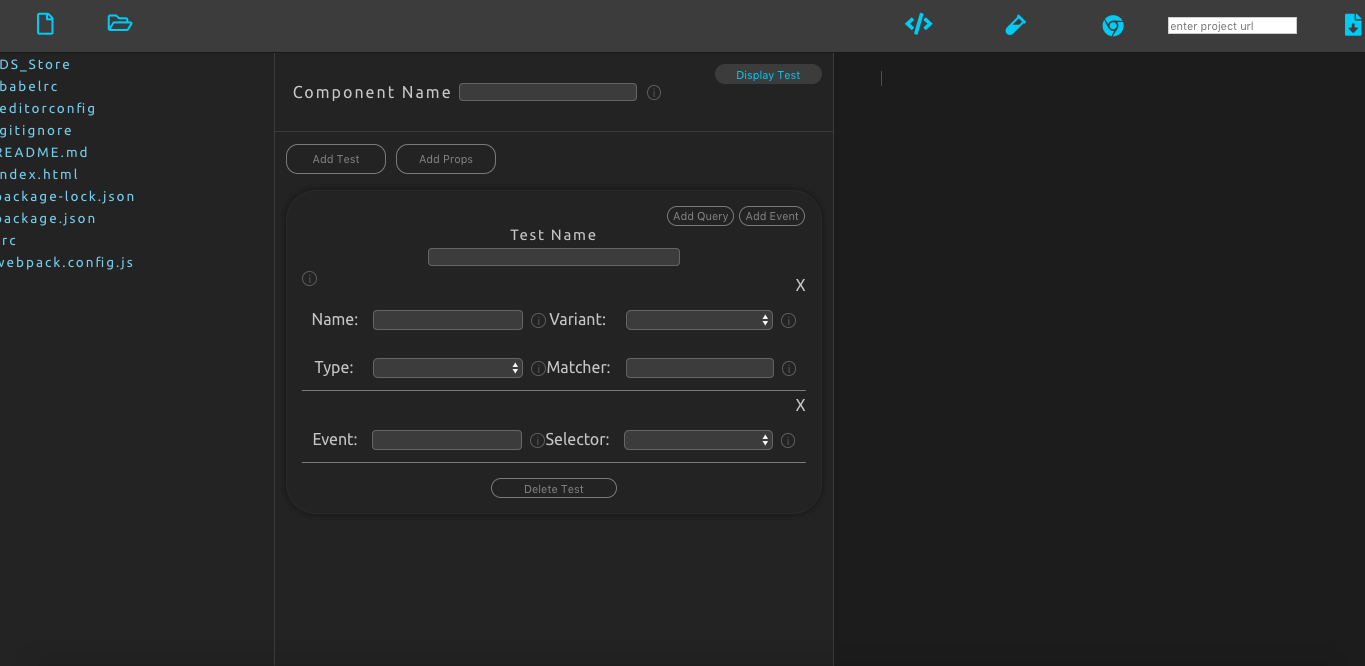 enter project url
DS_Store
babelrc
editorconfig
gitignore
README.md
index.html
package-lock.json
package.json
rc
webpack.config.js
Display Test
Component Name
Add Test
Add Props
Add Query
Add Event
Test Name
X
Name:
Variant:
Type:
Matcher:
X
Event:
Selector:
Delete Test